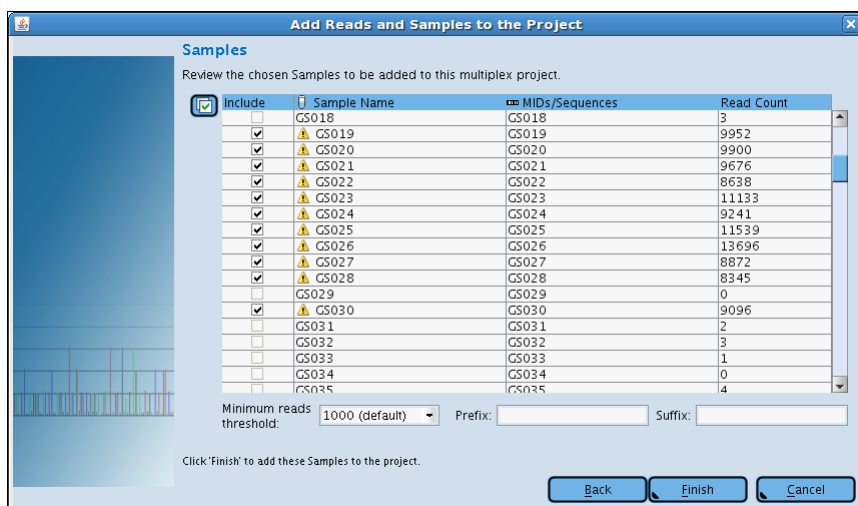 Add Reads and Samples to the Project
Samples
Review the chosen Samples to be added to this multiplex project.
Include Sample Name MIDs/Sequences Read Count
GS018 GS018 3
GS019 GS019 9952
GS020 GS020 9900
GS021 GS021 9676
GS022 GS022 8638
GS023 GS023 11133
GS024 GS024 9241
GS025 GS025 11539
GS026 GS026 13696
GS027 GS027 8872
GS028 GS028 8345
GS029 GS029 0
GS030 GS030 9096
GS031 GS031 2
GS032 GS032 3
GS033 GS033 1
GS034 GS034 0
GS035 GS035 4
Minimum reads threshold: 1000 (default) Prefix: Suffix:
Click 'Finish' to add these Samples to the project.
Back Finish Cancel